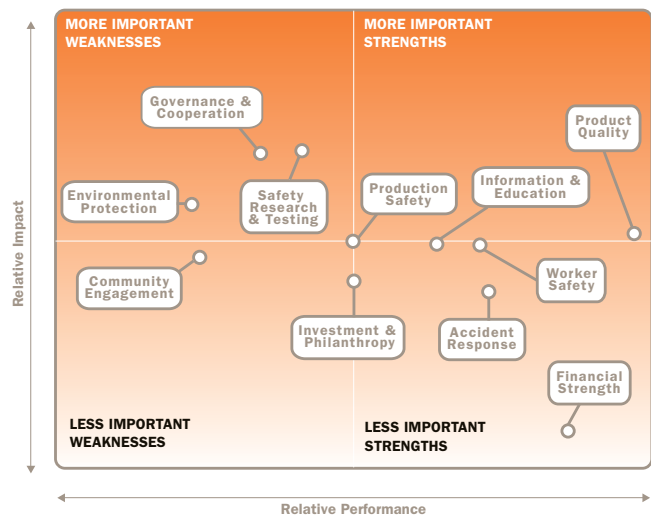 MORE IMPORTANT
WEAKNESSES
MORE IMPORTANT
STRENGTHS
Governance &
Cooperation
Product
Quality
Environmental
Protection
Safety
Research
& Testing
Production
Safety
Information &
Education
Relative Impact
Community
Engagement
Worker
Safety
Investment &
Philanthropy
Accident
Response
Financial
Strength
LESS IMPORTANT
WEAKNESSES
LESS IMPORTANT
STRENGTHS
Relative Performance